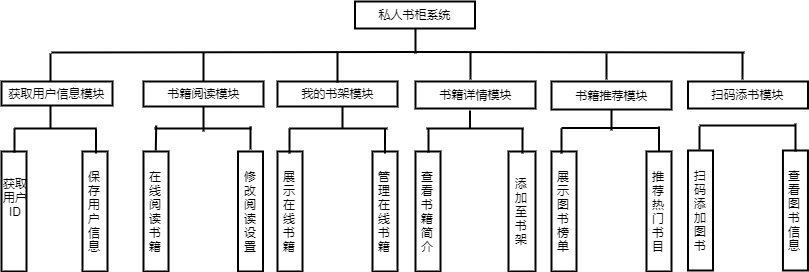 私人书柜系统
获取用户信息模块
书籍阅读模块
我的书架模块
书籍详情模块
书籍推荐模块
扫码添书模块
获取
用户
ID
保存用户信息
在线阅读书籍
修改阅读设置
展示在线书籍
管理在线书籍
查看书籍简介
添加至书架
展示图书榜单
推荐热门书目
扫码添加图书
查看图书信息